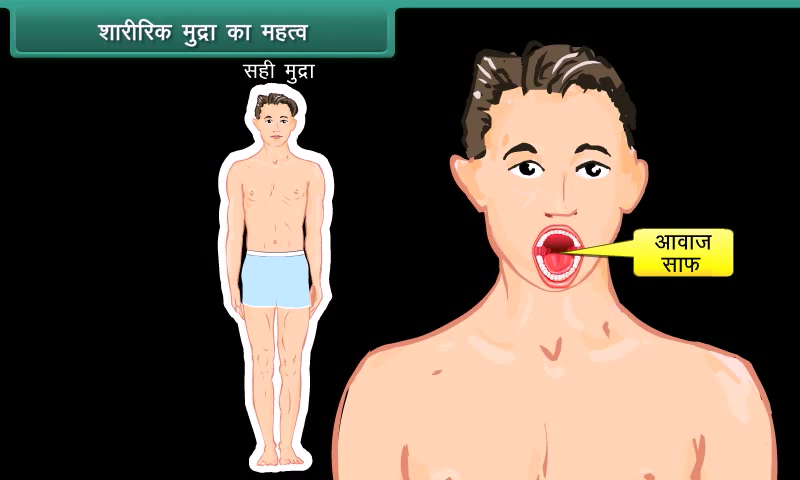 शारीरिक मुद्रा का महत्व
सही मुद्रा
आवाज
साफ